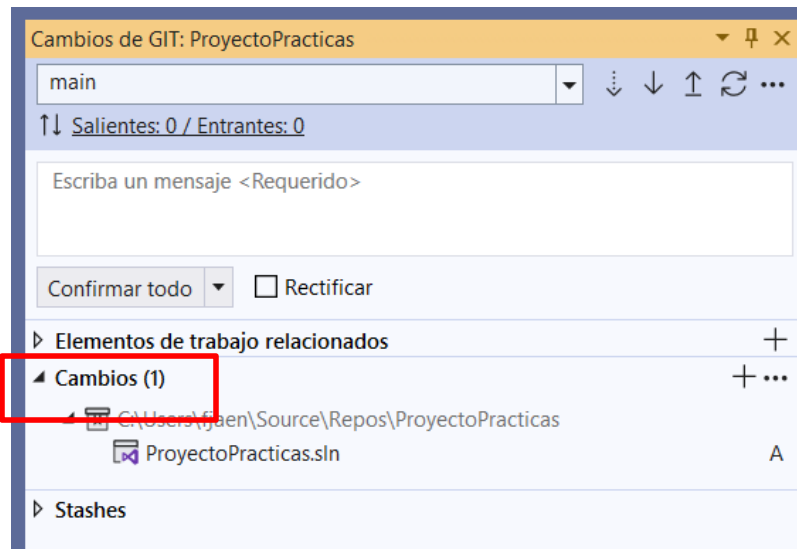 Cambios de GIT: ProyectoPracticas
main
Salientes: 0 / Entrantes: 0
Escriba un mensaje <Requerido>
Confirmar todo
Rectificar
Elementos de trabajo relacionados
Cambios (1)
C:\Users\fjaen\Source\Repos\ProyectoPracticas
ProyectoPracticas.sln A
Stashes